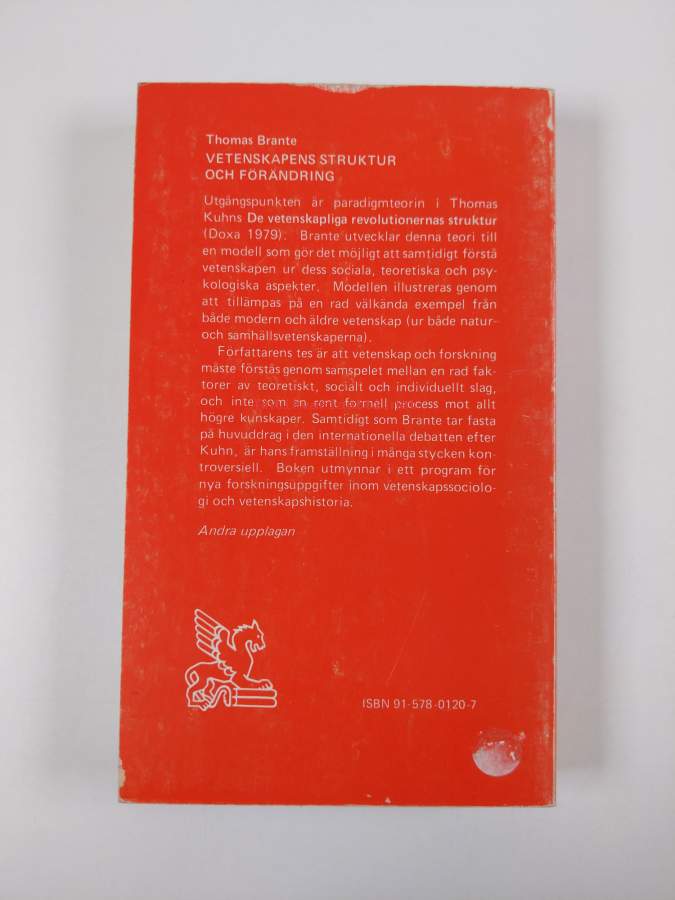 Thomas Brante
VETENSKAPENS STRUKTUR
OCH FÖRÄNDRING
Utgångspunkten är paradigmteorin i Thomas
Kuhns De vetenskapliga revolutionernas struktur
(Doxa 1979). Brante utvecklar denna teori till
en modell som gör det möjligt att samtidigt förstå
vetenskapen ur dess sociala, teoretiska och psy-
kologiska aspekter. Modellen illustreras genom
att tillämpas på en rad välkända exempel från
både modern och äldre vetenskap (ur både natur-
och samhällsvetenskaperna).
Författarens tes är att vetenskap och forskning
måste förstås genom samspelet mellan en rad fak-
torer av teoretiskt, socialt och individuellt slag,
och inte som en rent formell process mot allt
högre kunskaper. Samtidigt som Brante tar fasta
på huvuddrag i den internationella debatten efter
Kuhn, är hans framställning i många stycken kon-
troversiell. Boken utmynnar i ett program för
nya forskningsuppgifter inom vetenskapssociolo-
gi och vetenskapshistoria.
Andra upplagan
ISBN 91-578-0120-7